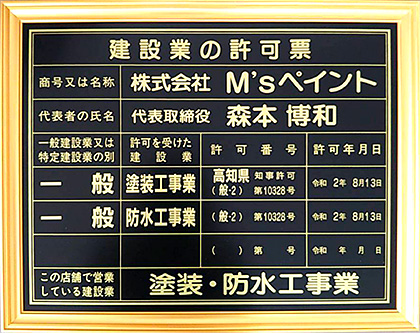 建設業の許可票
商号又は名称 株式会社 M'sペイント
代表者の氏名 代表取締役 森本 博和
一般建設業又は特定建設業の別 許可を受けた建設業 許可番号 許可年月日
一般 塗装工事業 高知県 知事許可 (般-2) 第10328号 令和 2年 8月13日
一般 防水工事業 (般-2) 第10328号 令和 2年 8月13日
( ) 第 号 令和 年 月 日
この店舗で営業している建設業 塗装・防水工事業